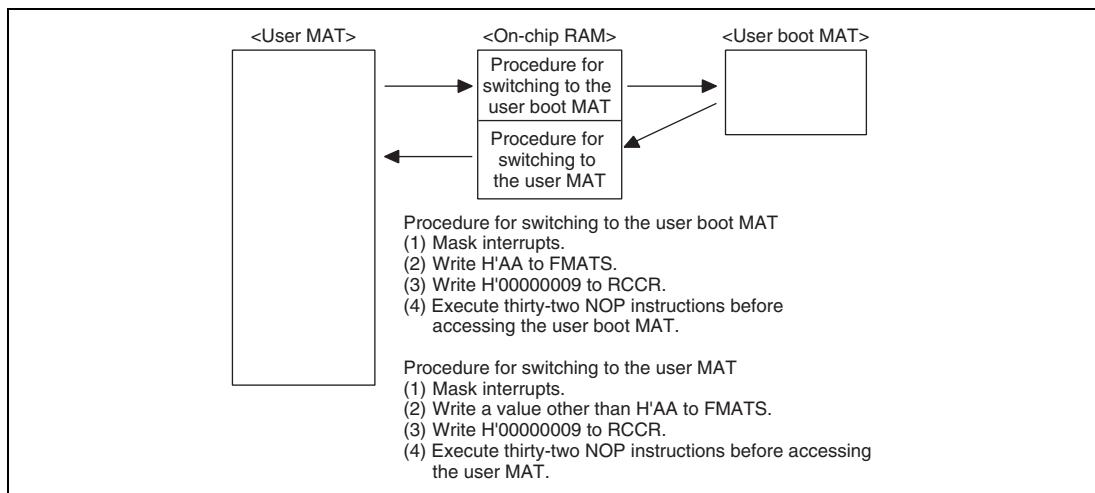 <User MAT>
<On-chip RAM>
<User boot MAT>
Procedure for
switching to the
user boot MAT
Procedure for
switching to
the user MAT
Procedure for switching to the user boot MAT
(1) Mask interrupts.
(2) Write H'AA to FMATS.
(3) Write H'00000009 to RCCR.
(4) Execute thirty-two NOP instructions before
accessing the user boot MAT.
Procedure for switching to the user MAT
(1) Mask interrupts.
(2) Write a value other than H'AA to FMATS.
(3) Write H'00000009 to RCCR.
(4) Execute thirty-two NOP instructions before accessing
the user MAT.